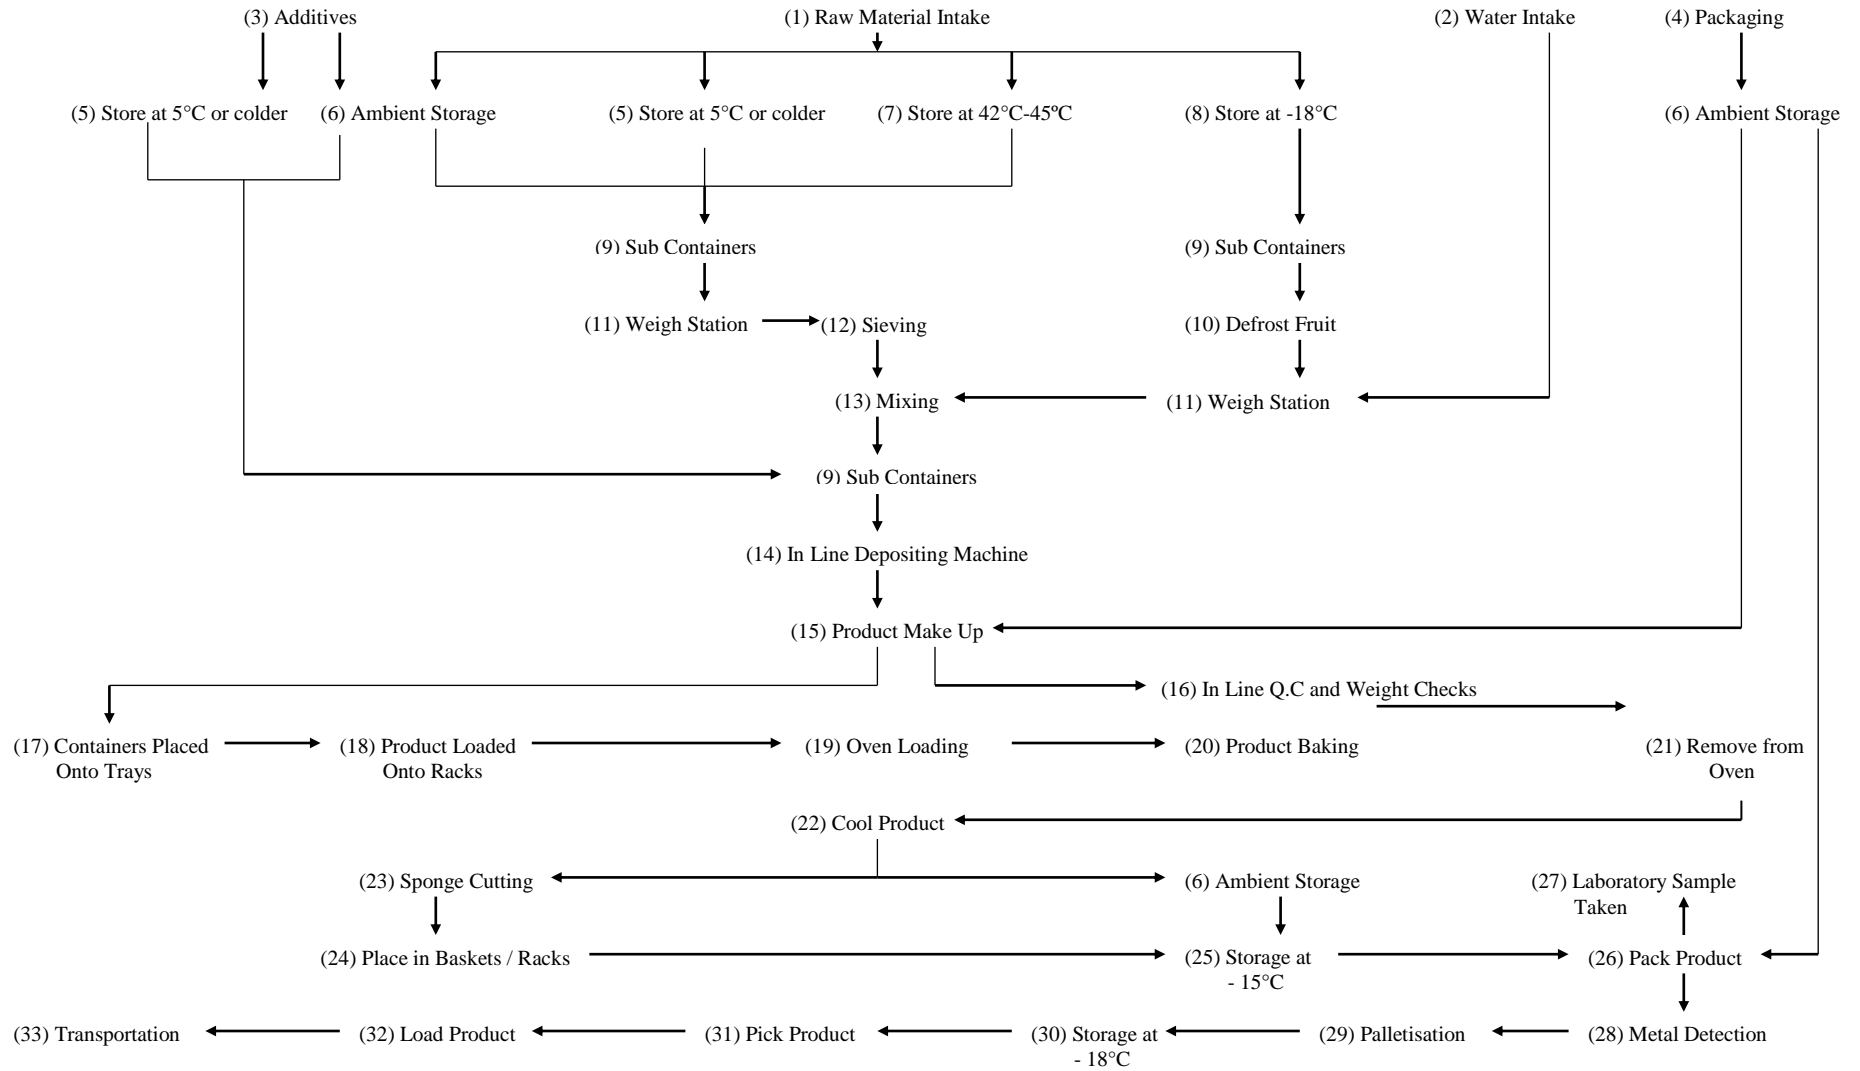 (3) Additives
(1) Raw Material Intake
(2) Water Intake
(4) Packaging
(5) Store at 5°C or colder
(6) Ambient Storage
(5) Store at 5°C or colder
(7) Store at 42°C-45ºC
(8) Store at -18°C
(6) Ambient Storage
(9) Sub Containers
(9) Sub Containers
(11) Weigh Station
(12) Sieving
(10) Defrost Fruit
(13) Mixing
(11) Weigh Station
(9) Sub Containers
(14) In Line Depositing Machine
(15) Product Make Up
(16) In Line Q.C and Weight Checks
(17) Containers Placed
Onto Trays
(18) Product Loaded
Onto Racks
(19) Oven Loading
(20) Product Baking
(21) Remove from
Oven
(22) Cool Product
(23) Sponge Cutting
(6) Ambient Storage
(27) Laboratory Sample
Taken
(24) Place in Baskets / Racks
(25) Storage at
- 15°C
(26) Pack Product
(33) Transportation
(32) Load Product
(31) Pick Product
(30) Storage at
- 18°C
(29) Palletisation
(28) Metal Detection